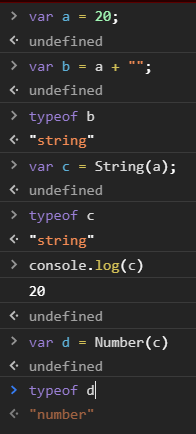 > var a = 20;
<· undefined
> var b = a + "";
<· undefined
> typeof b
<· "string"
> var c = String(a);
<· undefined
> typeof c
<· "string"
> console.log(c)
20
<· undefined
> var d = Number(c)
<· undefined
> typeof d
<· "number"